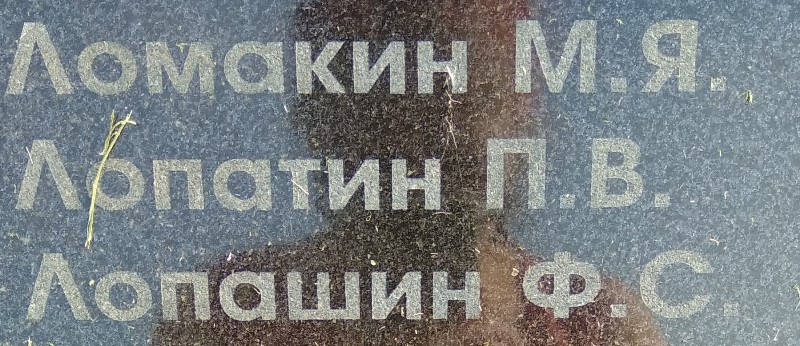 Ломакин М.Я.
Лопатин П.В.
Лопашин Ф.С.